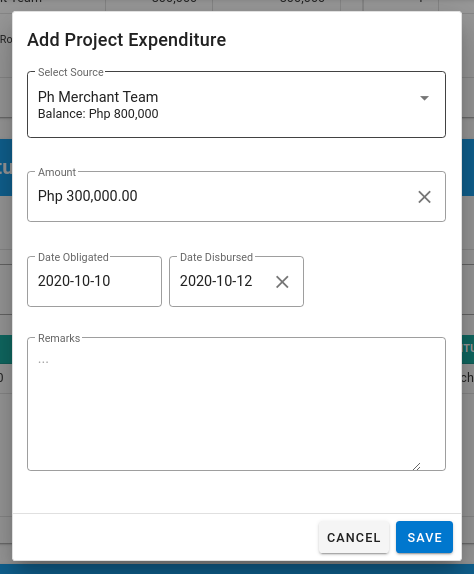 Add Project Expenditure
Select Source
Ph Merchant Team
Balance: Php 800,000
Amount
Php 300,000.00
Date Obligated
Date Disbursed
2020-10-10
2020-10-12
Remarks
...
CANCEL
SAVE